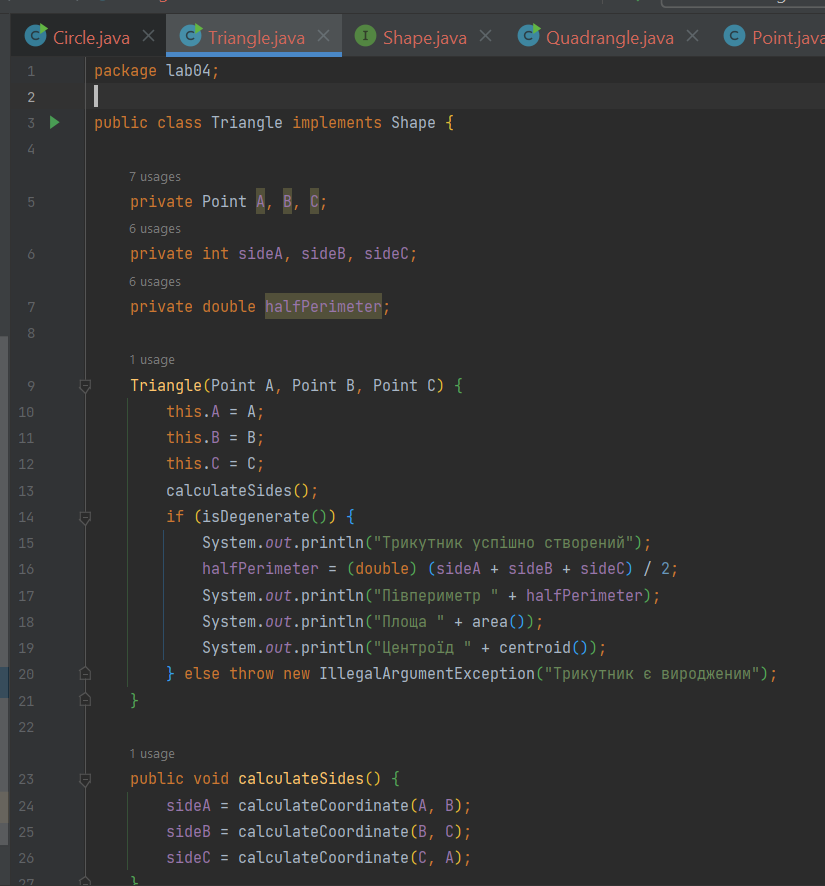 Circle.java Triangle.java Shape.java Quadrangle.java Point.java
1 package lab04;
2
3 public class Triangle implements Shape {
4
7 usages
5 private Point A, B, C;
6 usages
6 private int sideA, sideB, sideC;
6 usages
7 private double halfPerimeter;
8
1 usage
9 Triangle(Point A, Point B, Point C) {
10 this.A = A;
11 this.B = B;
12 this.C = C;
13 calculateSides();
14 if (isDegenerate()) {
15 System.out.println("Трикутник успішно створений");
16 halfPerimeter = (double) (sideA + sideB + sideC) / 2;
17 System.out.println("Півпериметр " + halfPerimeter);
18 System.out.println("Площа " + area());
19 System.out.println("Центроїд " + centroid());
20 } else throw new IllegalArgumentException("Трикутник є виродженим");
21 }
22
1 usage
23 public void calculateSides() {
24 sideA = calculateCoordinate(A, B);
25 sideB = calculateCoordinate(B, C);
26 sideC = calculateCoordinate(C, A);
27 }